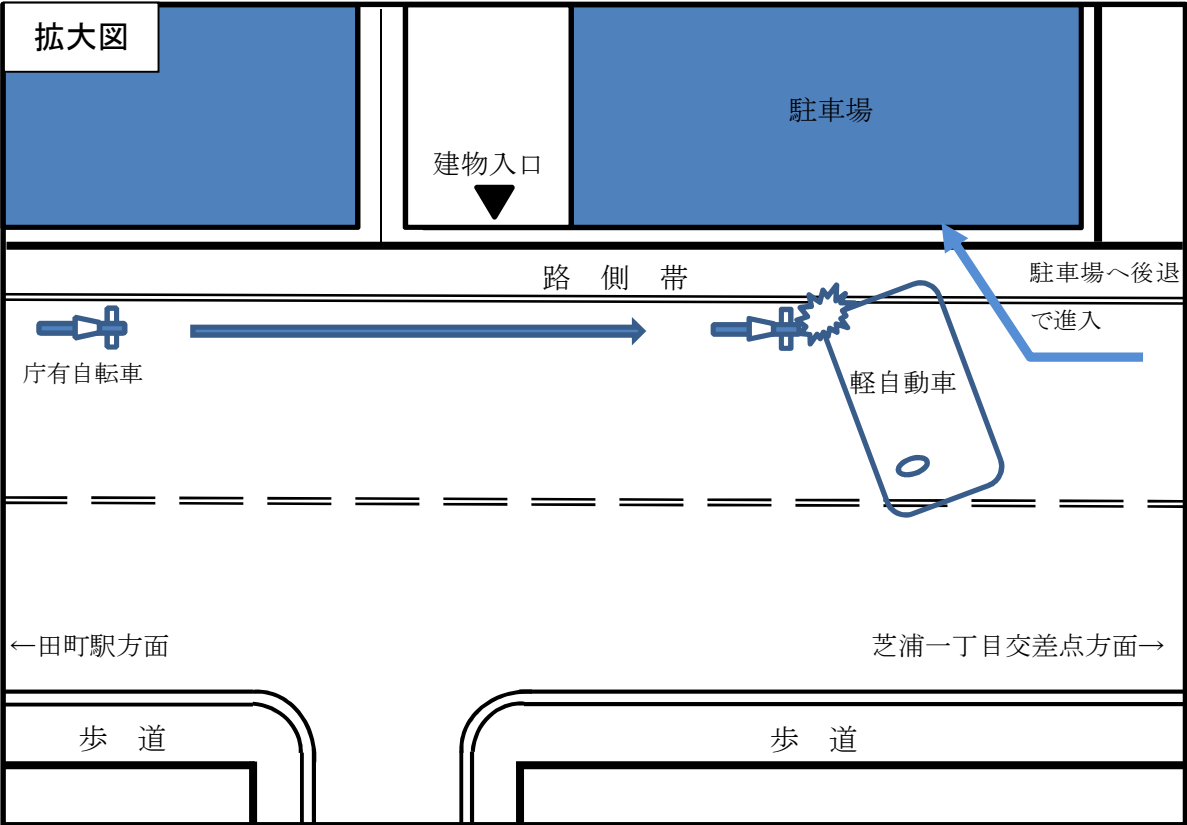 拡大図
駐車場
建物入口
路側帯
駐車場へ後退
で進入
庁有自転車
軽自動車
←田町駅方面
芝浦一丁目交差点方面→
歩道
歩道